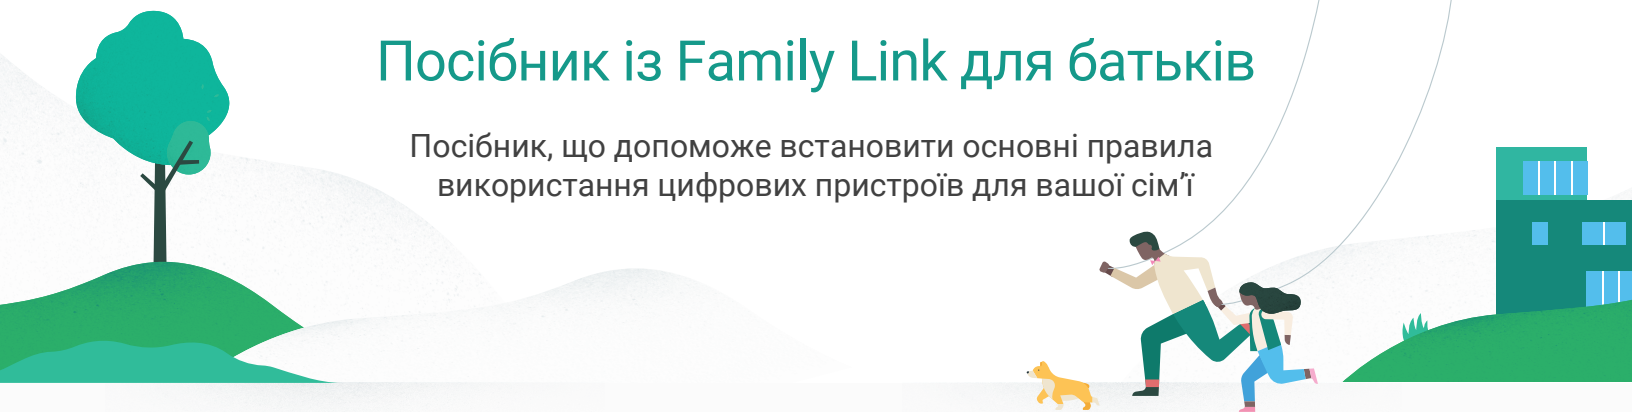 Посібник із Family Link для батьків
Посібник, що допоможе встановити основні правила
використання цифрових пристроїв для вашої сім’ї